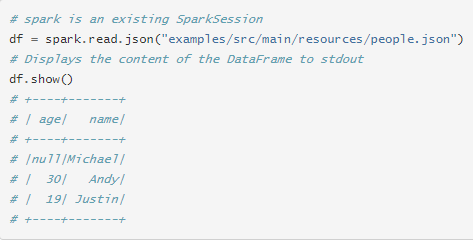 # spark is an existing SparkSession
df = spark.read.json("examples/src/main/resources/people.json")
# Displays the content of the DataFrame to stdout
df.show()
# +----+-------+
# | age|   name|
# +----+-------+
# |null|Michael|
# |  30|   Andy|
# |  19| Justin|
# +----+-------+